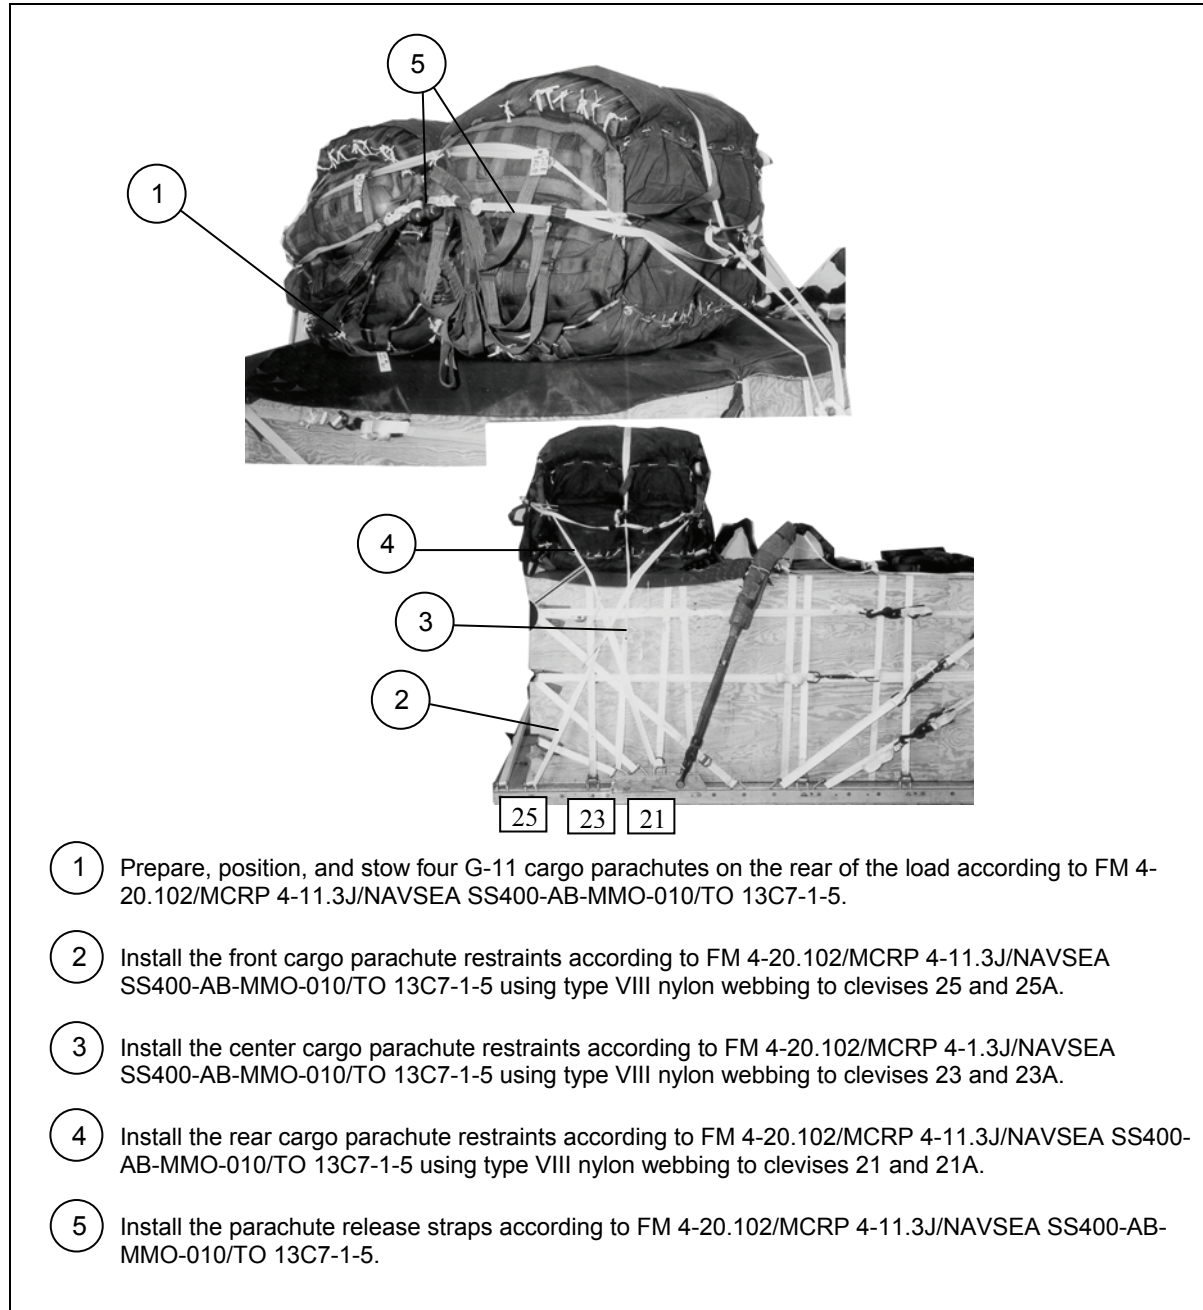 5
1
4
3
2
25 23 21
1 Prepare, position, and stow four G-11 cargo parachutes on the rear of the load according to FM 4-
20.102/MCRP 4-11.3J/NAVSEA SS400-AB-MMO-010/TO 13C7-1-5.
2 Install the front cargo parachute restraints according to FM 4-20.102/MCRP 4-11.3J/NAVSEA
SS400-AB-MMO-010/TO 13C7-1-5 using type VIII nylon webbing to clevises 25 and 25A.
3 Install the center cargo parachute restraints according to FM 4-20.102/MCRP 4-1.3J/NAVSEA
SS400-AB-MMO-010/TO 13C7-1-5 using type VIII nylon webbing to clevises 23 and 23A.
4 Install the rear cargo parachute restraints according to FM 4-20.102/MCRP 4-11.3J/NAVSEA SS400-
AB-MMO-010/TO 13C7-1-5 using type VIII nylon webbing to clevises 21 and 21A.
5 Install the parachute release straps according to FM 4-20.102/MCRP 4-11.3J/NAVSEA SS400-AB-
MMO-010/TO 13C7-1-5.